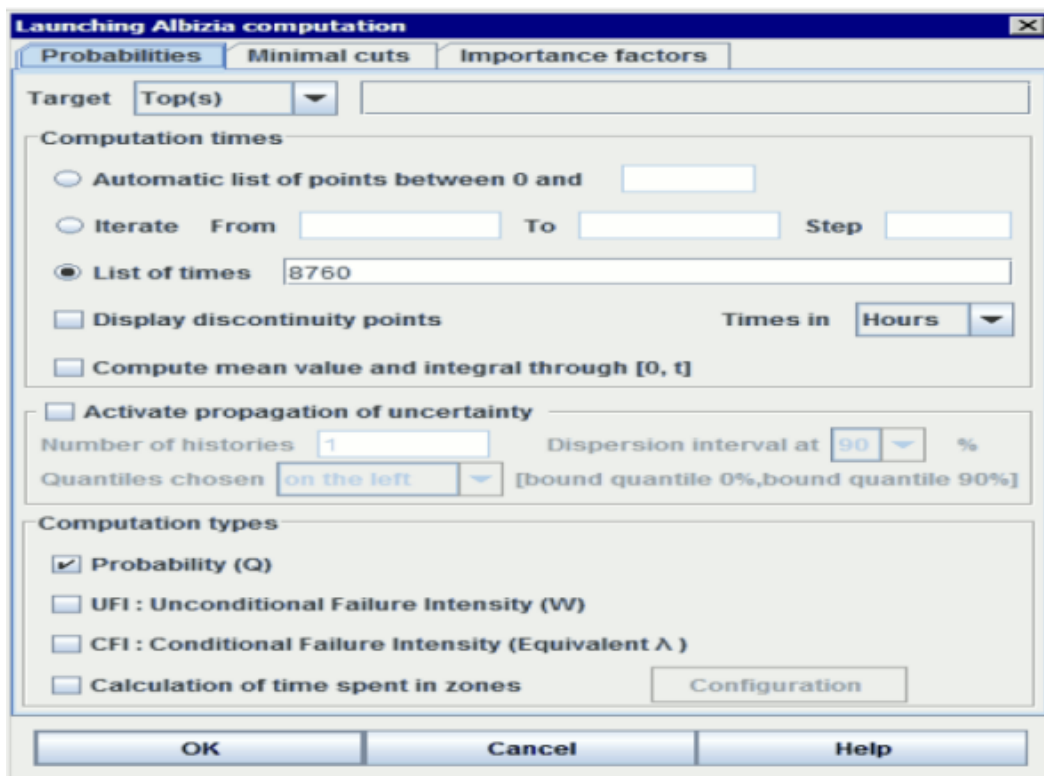 Launching Albizia computation
Probabilities Minimal cuts Importance factors
Target Top(s)
Computation times
Automatic list of points between 0 and
Iterate From To Step
List of times 8760
Display discontinuity points Times in Hours
Compute mean value and integral through [0, t]
Activate propagation of uncertainty
Number of histories 1 Dispersion interval at 90 %
Quantiles chosen on the left [bound quantile 0%,bound quantile 90%]
Computation types
Probability (Q)
UFI : Unconditional Failure Intensity (W)
CFI : Conditional Failure Intensity (Equivalent Λ )
Calculation of time spent in zones Configuration
OK Cancel Help